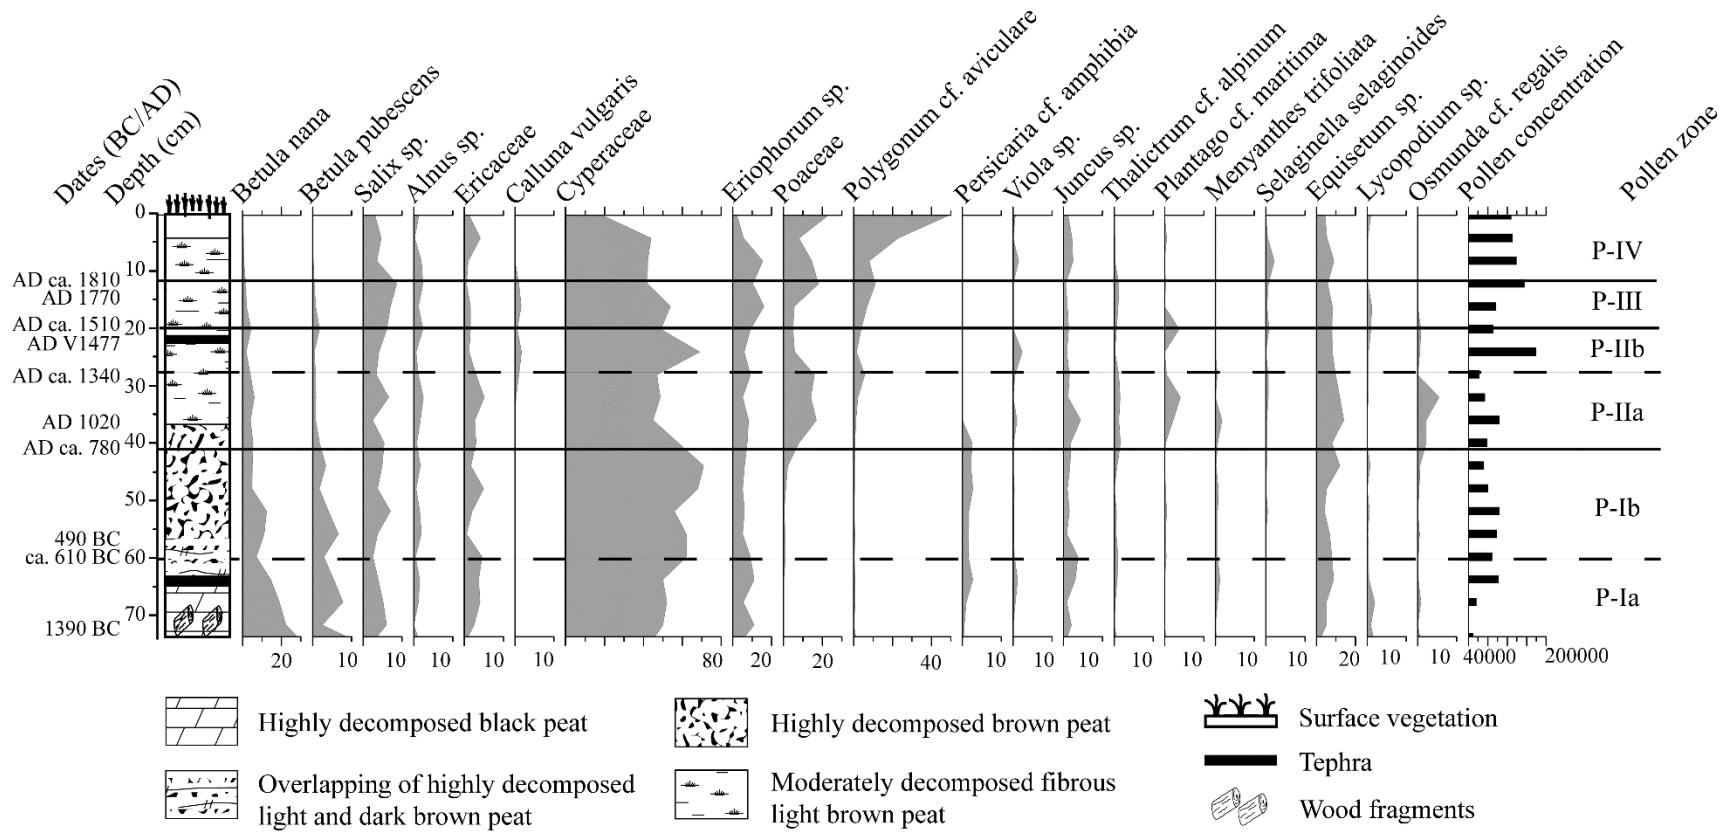 Dates (BC/AD)
Depth (cm)
Betula nana
Betula pubescens
Salix sp.
Alnus sp.
Ericaceae
Calluna vulgaris
Cyperaceae
Eriophorum sp.
Poaceae
Polygonum cf. aviculare
Persicaria cf. amphibia
Viola sp.
Juncus sp.
Thalictrum cf. alpinum
Plantago cf. maritima
Menyanthes trifoliata
Selaginella selaginoides
Equisetum sp.
Lycopodium sp.
Osmunda cf. regalis
Pollen concentration
Pollen zone
0
P-IV
10
AD ca. 1810
AD 1770
P-III
AD ca. 1510 20
AD V1477
P-IIb
AD ca. 1340
30
AD 1020
P-IIa
40
AD ca. 780
50
P-Ib
490 BC
ca. 610 BC 60
P-Ia
70
1390 BC
20 10 10 10 10 10 80 20 20 40 10 10 10 10 10 10 10 20 10 10 40000 200000
Highly decomposed black peat
Highly decomposed brown peat
Surface vegetation
Tephra
Overlapping of highly decomposed
light and dark brown peat
Moderately decomposed fibrous
light brown peat
Wood fragments